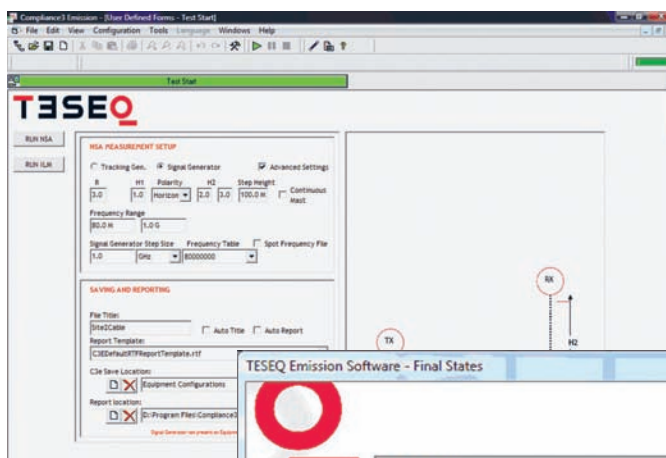 Compliance3 Emission - [User Defined Forms - Test Start]
File Edit View Configuration Tools Language Windows Help
Test Start
TESEQ
RUN NSA
RUN ILM
NSA MEASUREMENT SETUP
Tracking Gen. Signal Generator Advanced Settings
R H1 Polarity H2 Step Height
3.0 1.0 Horizon 2.0 3.0 100.0 M Continuous Mast
Frequency Range
80.0 M 1.0 G
Signal Generator Step Size Frequency Table Spot Frequency File
1.0 GHz 80000000
SAVING AND REPORTING
File Title:
Site2Cable Auto Title Auto Report
Report Template:
C3EDefaultRTFReportTemplate.rtf
C3e Save Location:
Equipment Configurations
Report location:
D:\Program Files\Compliance3
RX
TX
H2
TESEQ Emission Software - Final States